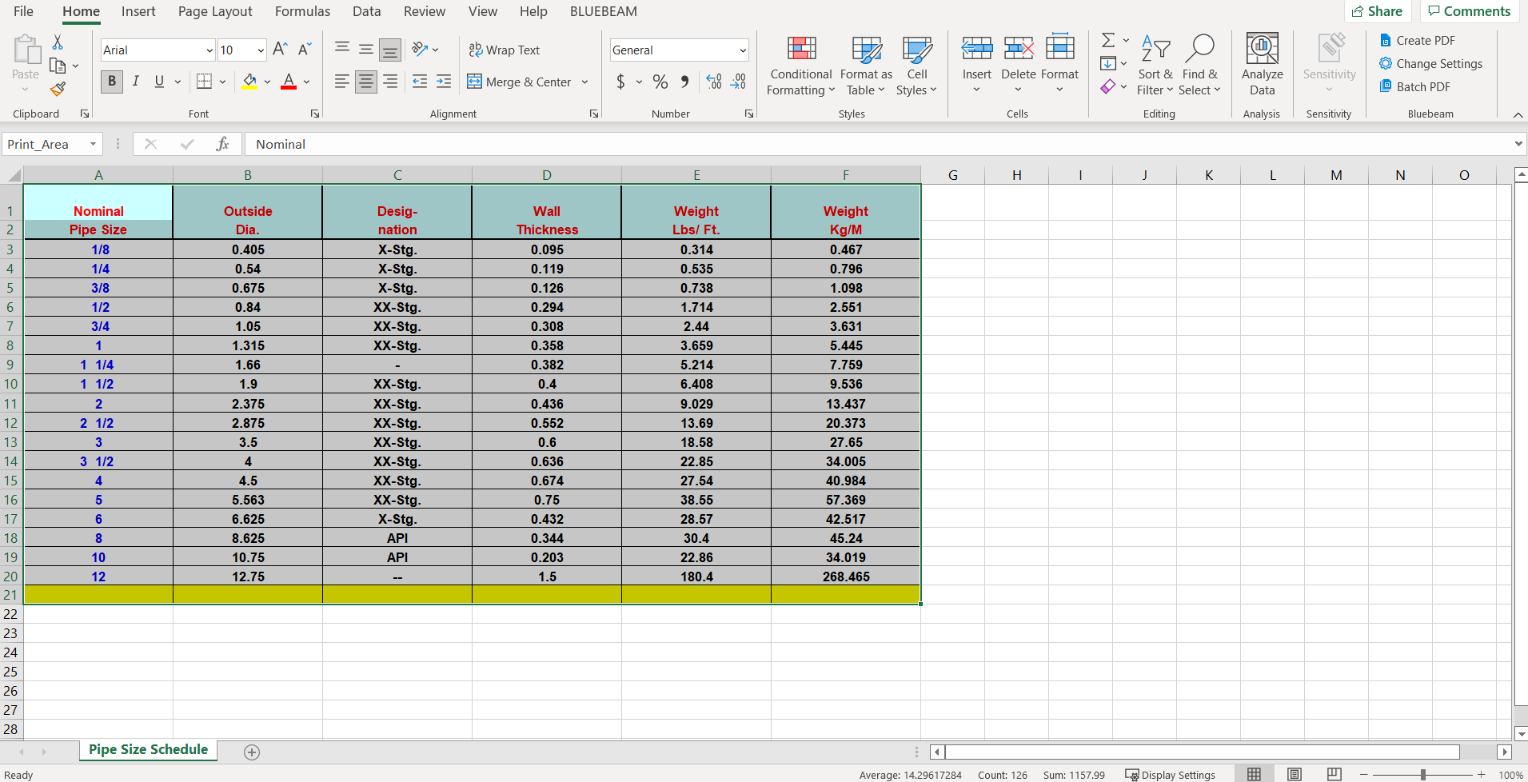 File Home Insert Page Layout Formulas Data Review View Help BLUEBEAM Share Comments
Paste
Clipboard
Arial 10
B I U
Font
Wrap Text
Merge & Center
Alignment
General
$ % 
Number
Conditional Formatting
Format as Table
Cell Styles
Styles
Insert Delete Format
Cells
Sort & Filter
Find & Select
Editing
Analyze Data
Analysis
Sensitivity
Sensitivity
Create PDF
Change Settings
Batch PDF
Bluebeam
Print_Area fx Nominal
A B C D E F G H I J K L M N O
1 Nominal Outside Desig- Wall Weight Weight
2 Pipe Size Dia. nation Thickness Lbs/ Ft. Kg/M
3 1/8 0.405 X-Stg. 0.095 0.314 0.467
4 1/4 0.54 X-Stg. 0.119 0.535 0.796
5 3/8 0.675 X-Stg. 0.126 0.738 1.098
6 1/2 0.84 XX-Stg. 0.294 1.714 2.551
7 3/4 1.05 XX-Stg. 0.308 2.44 3.631
8 1 1.315 XX-Stg. 0.358 3.659 5.445
9 1 1/4 1.66 - 0.382 5.214 7.759
10 1 1/2 1.9 XX-Stg. 0.4 6.408 9.536
11 2 2.375 XX-Stg. 0.436 9.029 13.437
12 2 1/2 2.875 XX-Stg. 0.552 13.69 20.373
13 3 3.5 XX-Stg. 0.6 18.58 27.65
14 3 1/2 4 XX-Stg. 0.636 22.85 34.005
15 4 4.5 XX-Stg. 0.674 27.54 40.984
16 5 5.563 XX-Stg. 0.75 38.55 57.369
17 6 6.625 X-Stg. 0.432 28.57 42.517
18 8 8.625 API 0.344 30.4 45.24
19 10 10.75 API 0.203 22.86 34.019
20 12 12.75 -- 1.5 180.4 268.465
21
22
23
24
25
26
27
28
Pipe Size Schedule
Ready Average: 14.29617284 Count: 126 Sum: 1157.99 Display Settings 100%